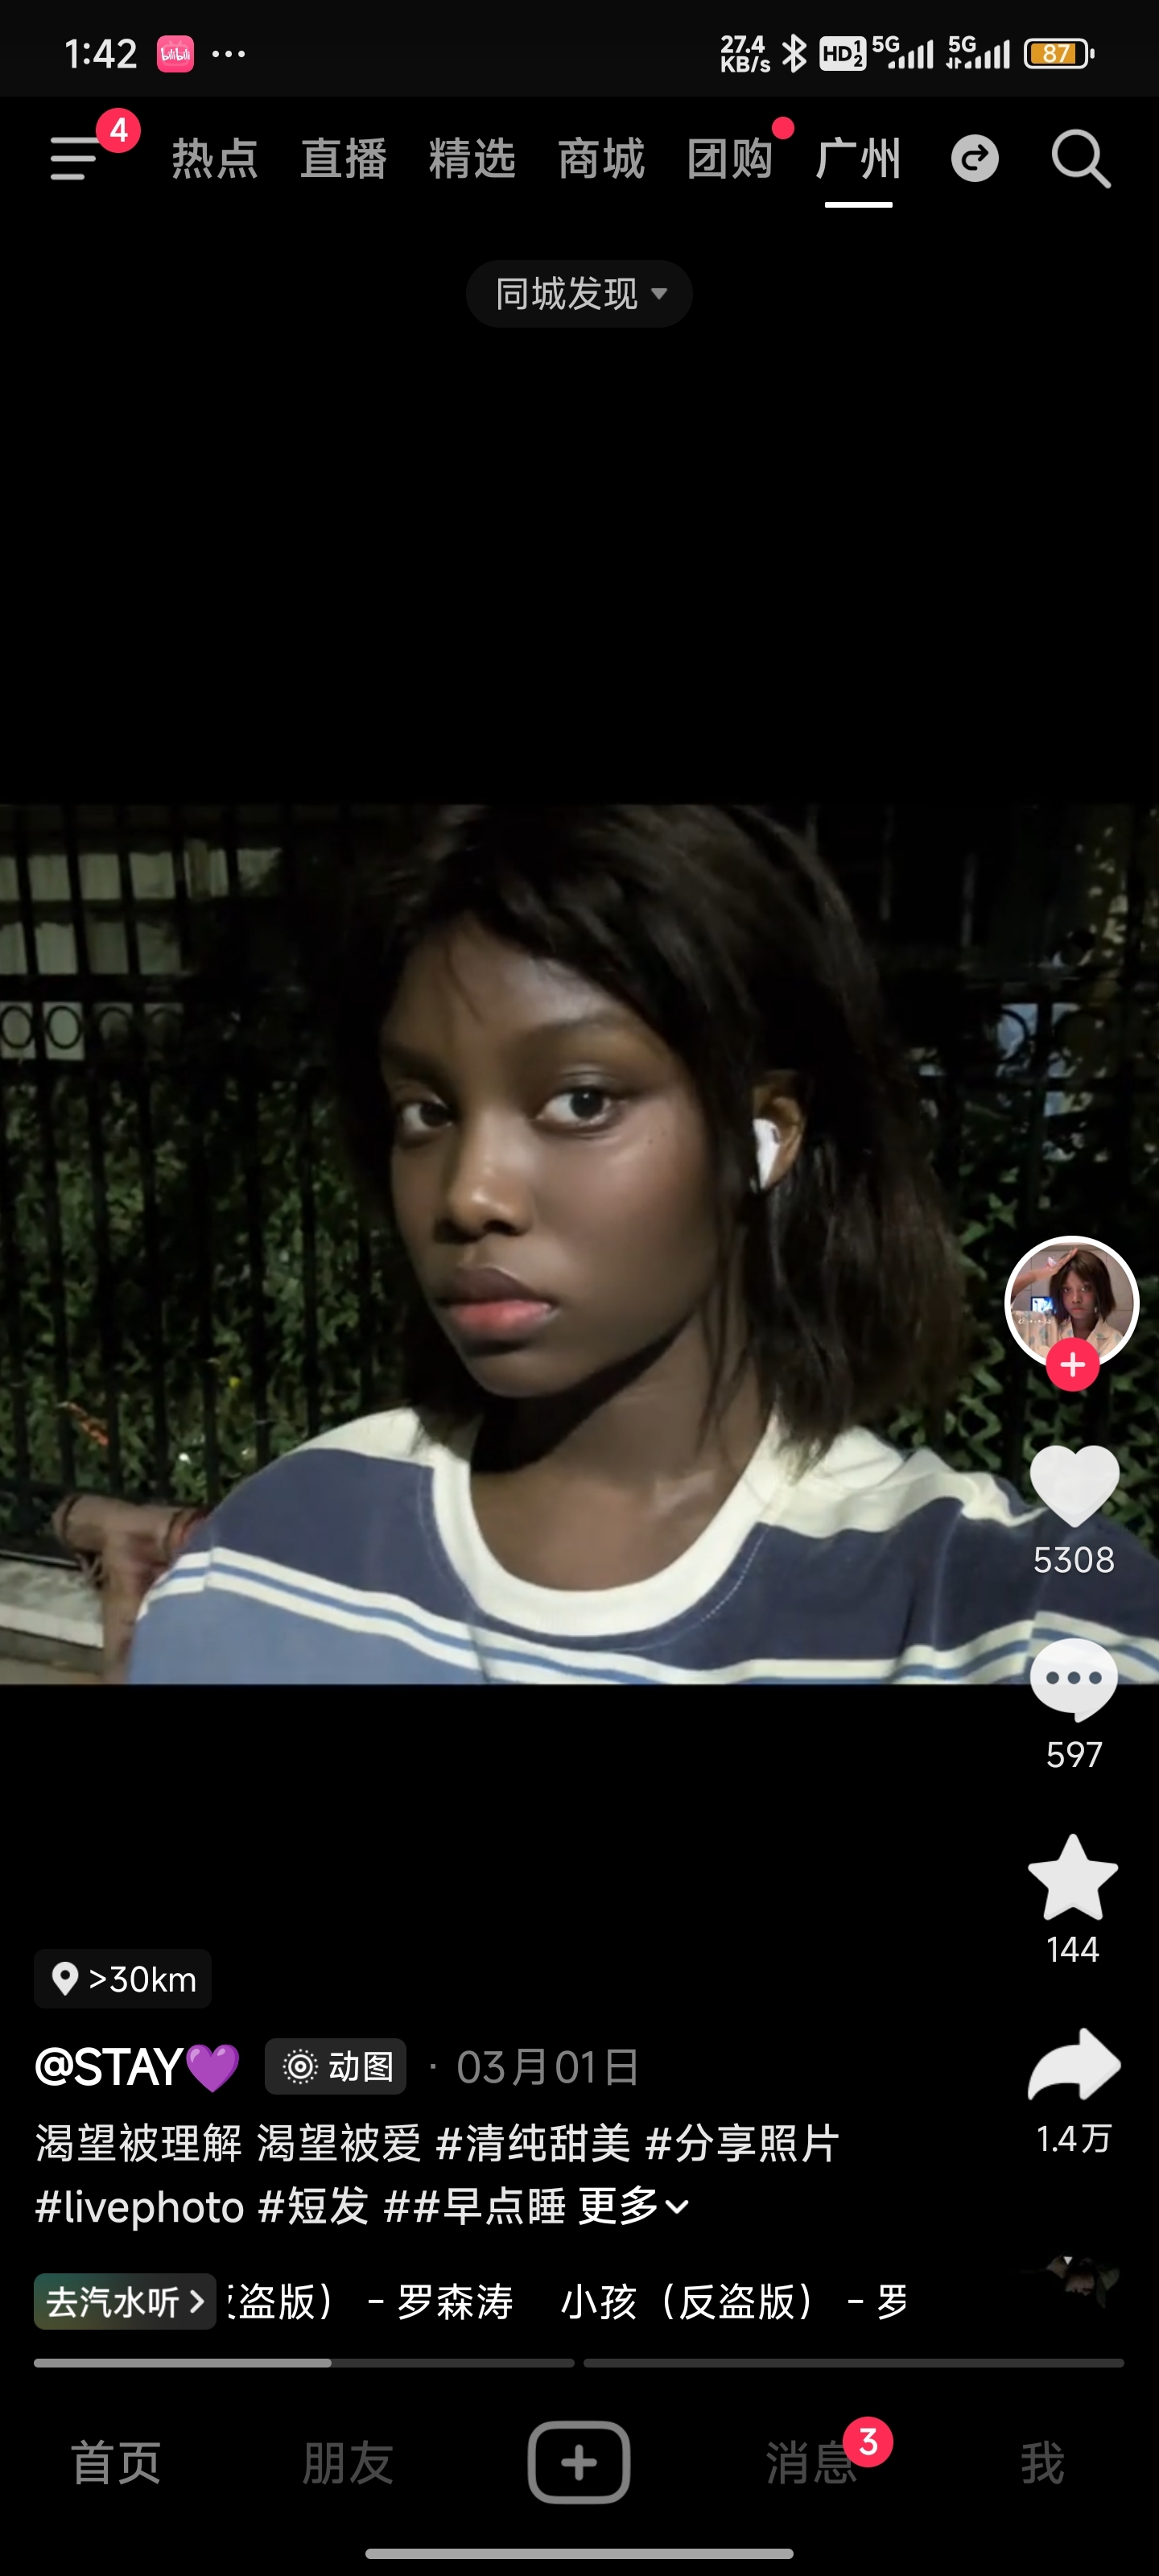 1:42 bilibili ... 27.4 KB/s HD 1 2 5G 5G 87
4 热点 直播 精选 商城 团购 广州
同城发现
5308
597
144
>30km
@STAY💜 动图 · 03月01日
1.4万
渴望被理解 渴望被爱 #清纯甜美 #分享照片
#livephoto #短发 ##早点睡 更多
去汽水听 盗版） - 罗森涛 小孩（反盗版） - 罗
首页 朋友 消息 3 我